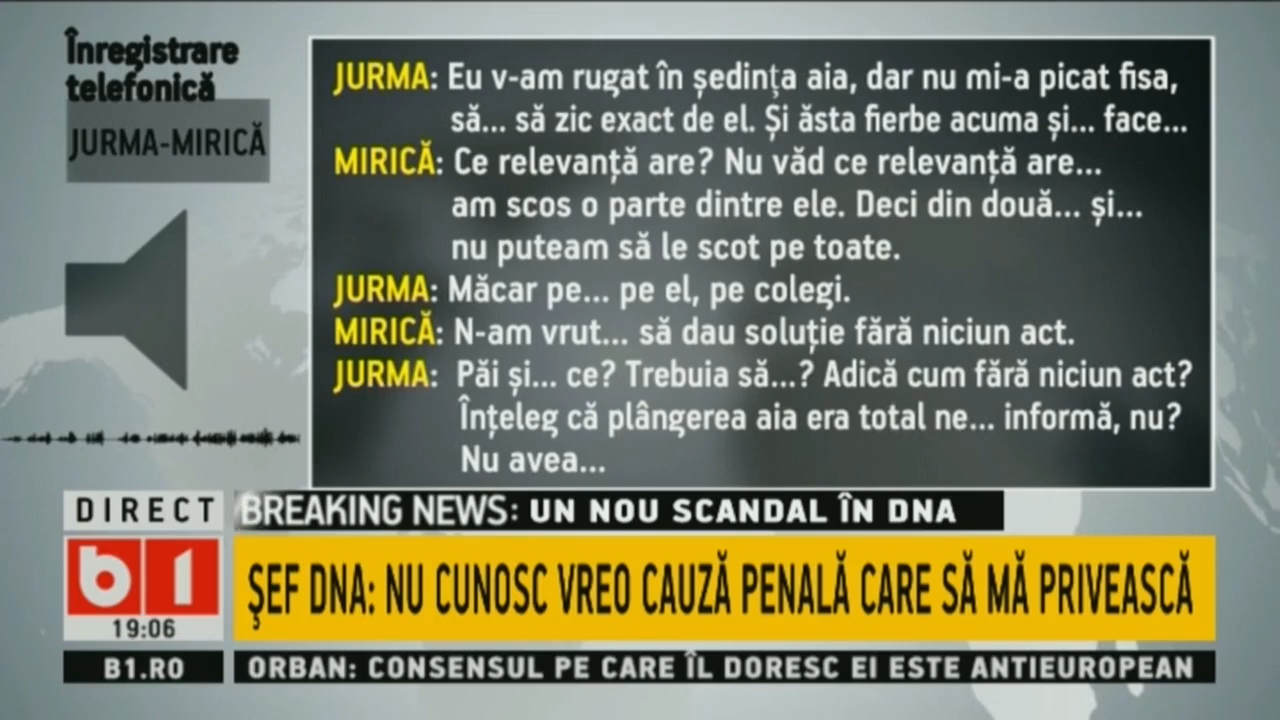 Înregistrare
telefonică
JURMA-MIRICĂ
JURMA: Eu v-am rugat în ședința aia, dar nu mi-a picat fisa,
să... să zic exact de el. Și ăsta fierbe acuma și... face...
MIRICĂ: Ce relevanță are? Nu văd ce relevanță are...
am scos o parte dintre ele. Deci din două... și...
nu puteam să le scot pe toate.
JURMA: Măcar pe... pe el, pe colegi.
MIRICĂ: N-am vrut... să dau soluție fără niciun act.
JURMA: Păi și... ce? Trebuia să...? Adică cum fără niciun act?
Înțeleg că plângerea aia era total ne... informă, nu?
Nu avea...
DIRECT
BREAKING NEWS: UN NOU SCANDAL ÎN DNA
b1
ŞEF DNA: NU CUNOSC VREO CAUZĂ PENALĂ CARE SĂ MĂ PRIVEASCĂ
19:06
B1.RO
ORBAN: CONSENSUL PE CARE ÎL DORESC EI ESTE ANTIEUROPEAN